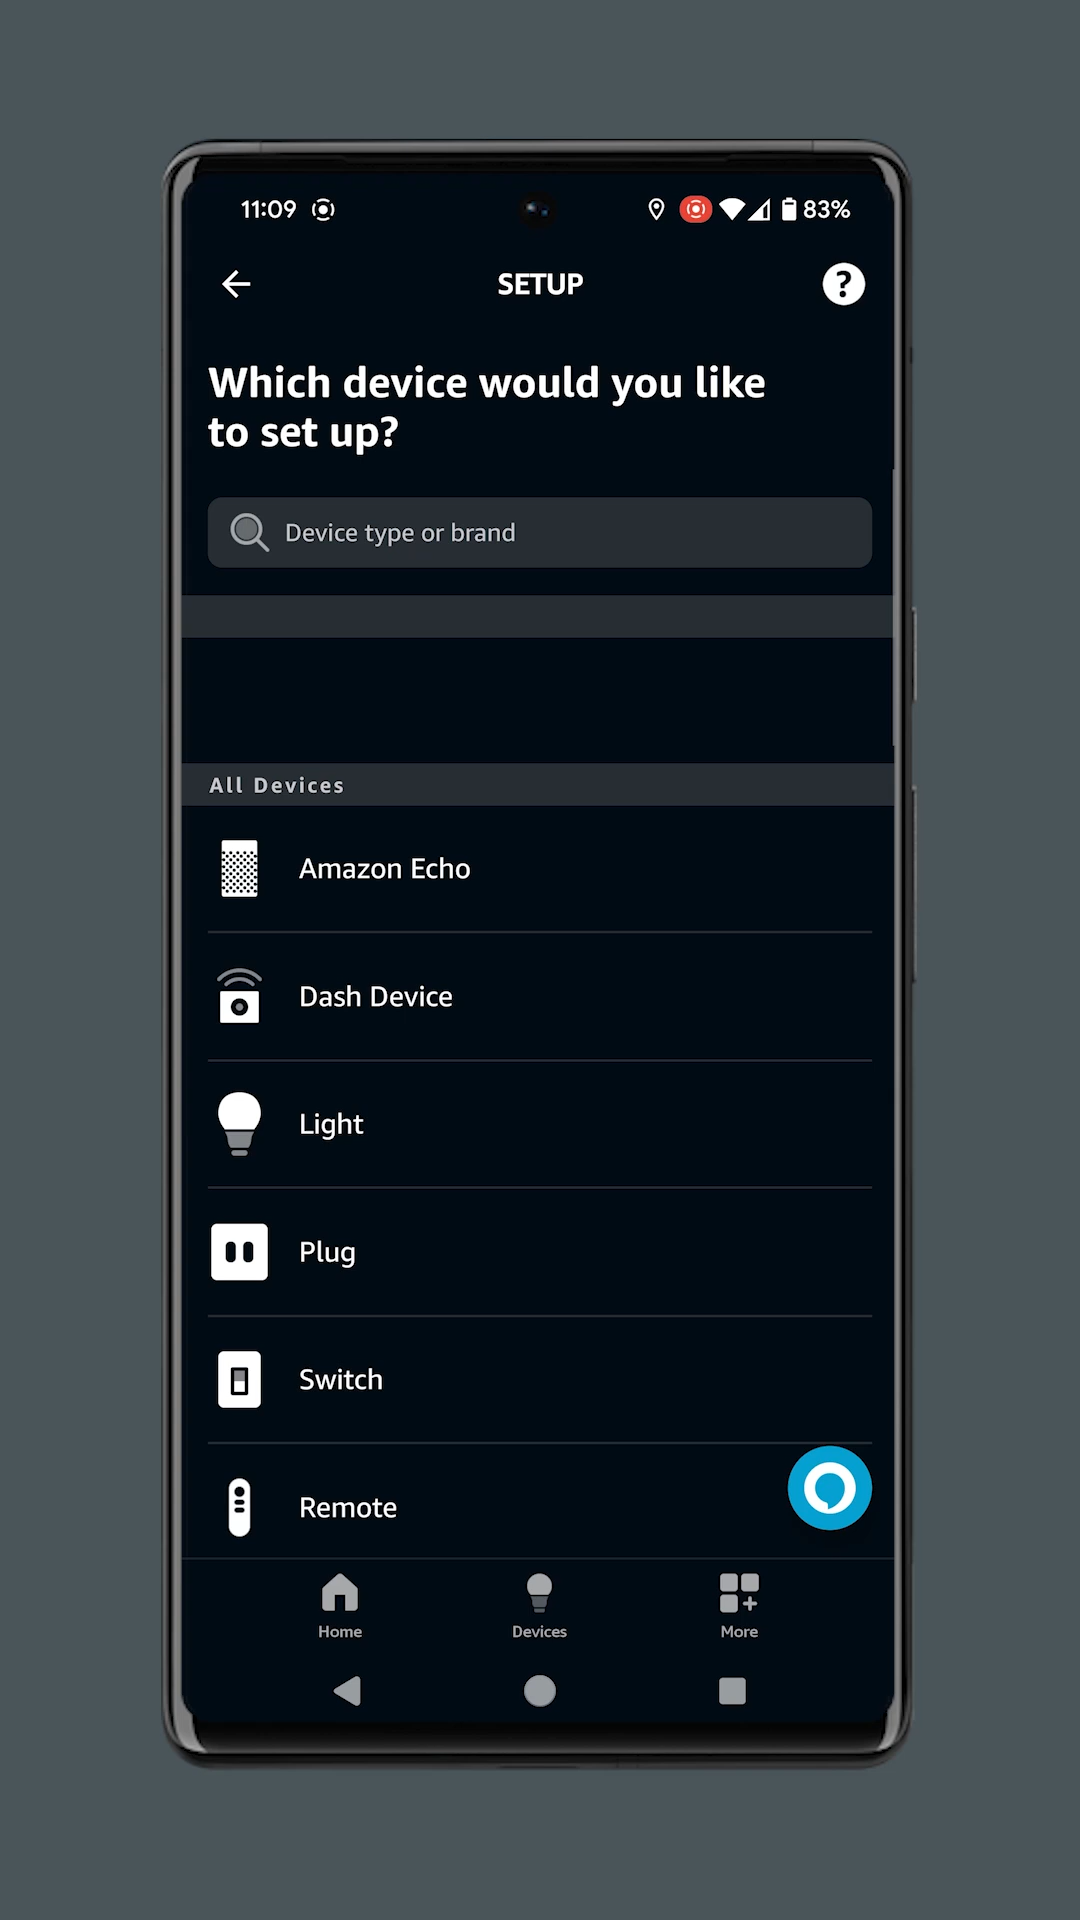 11:09
83%
SETUP
?
Which device would you like
to set up?
Device type or brand
All Devices
Amazon Echo
Dash Device
Light
Plug
Switch
Remote
Home
Devices
More